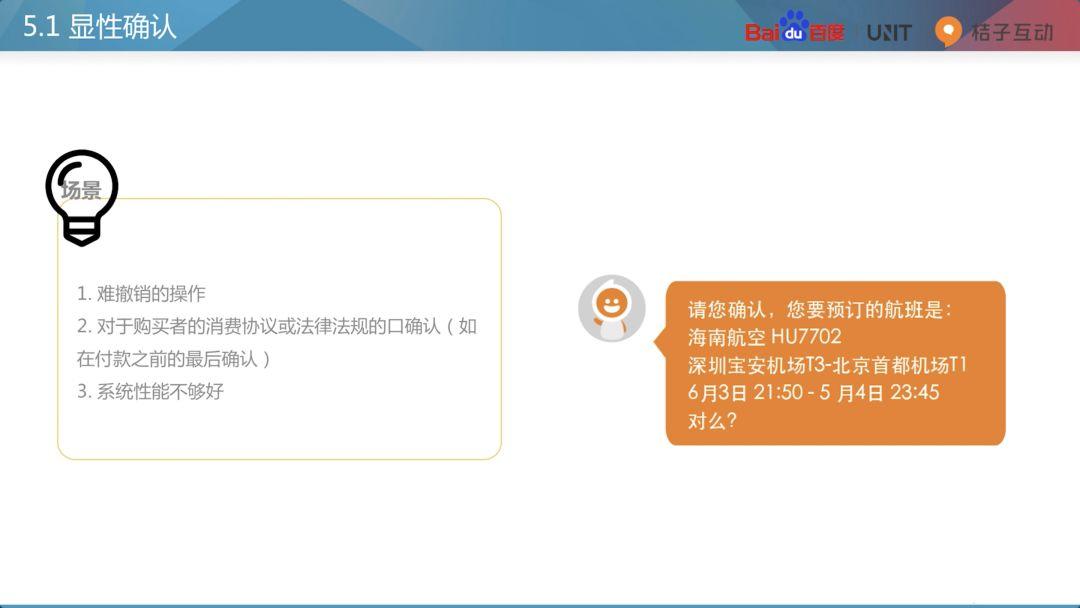 5.1 显性确认
Bai du 百度 UNIT 桔子互动
场景
1. 难撤销的操作
2. 对于购买者的消费协议或法律法规的口确认（如
在付款之前的最后确认）
3. 系统性能不够好
请您确认，您要预订的航班是：
海南航空 HU7702
深圳宝安机场T3-北京首都机场T1
6月3日 21:50 - 5 月4日 23:45
对么？